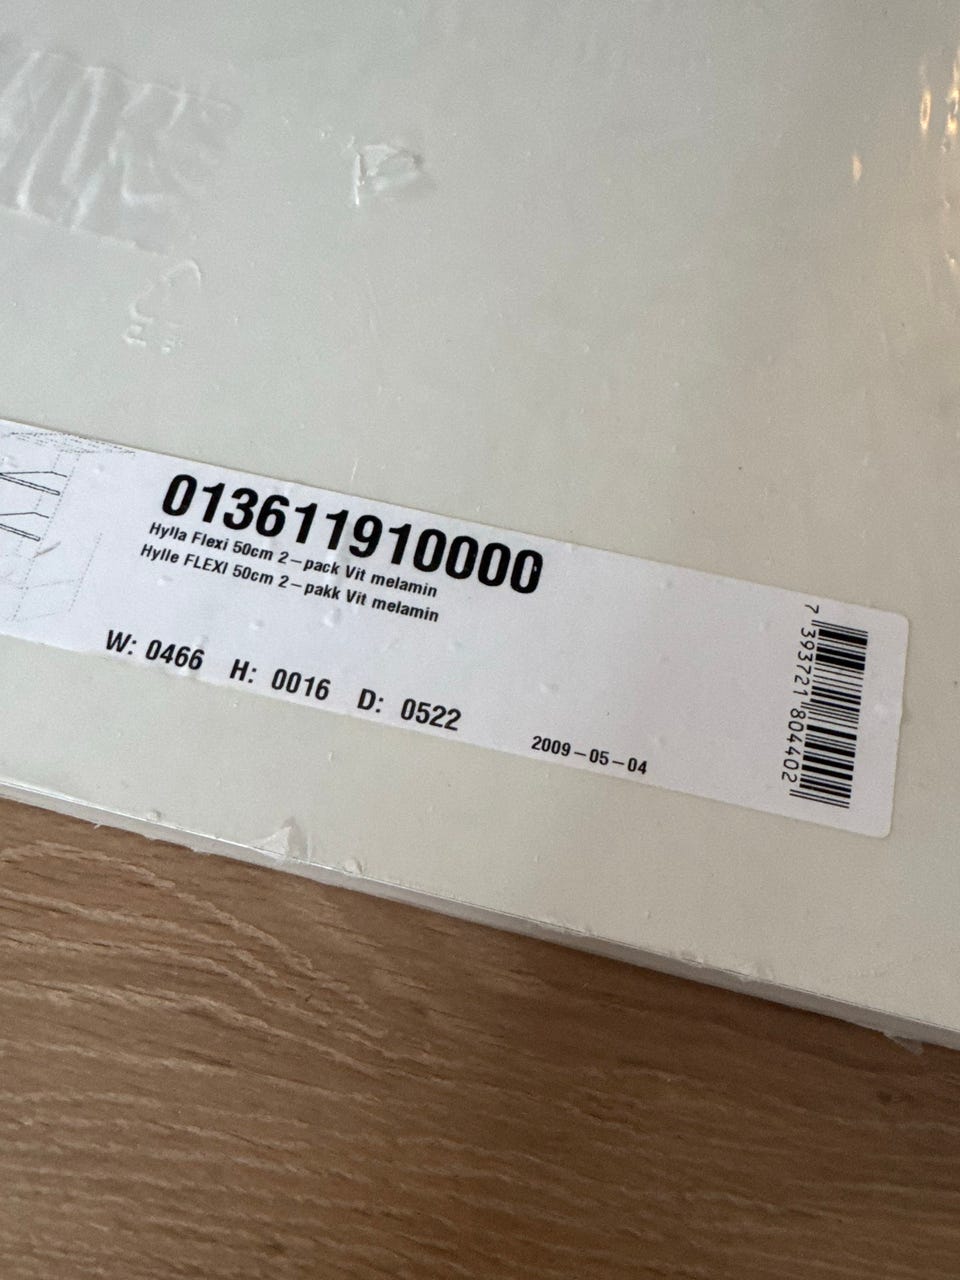 013611910000
Hylla Flexi 50cm 2-pack Vit melamin
Hylle FLEXI 50cm 2-pakk Vit melamin
W: 0466 H: 0016 D: 0522
2009-05-04
7 393721 804402